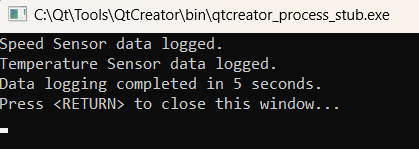 C:\Qt\Tools\QtCreator\bin\qtcreator_process_stub.exe
Speed Sensor data logged.
Temperature Sensor data logged.
Data logging completed in 5 seconds.
Press <RETURN> to close this window...